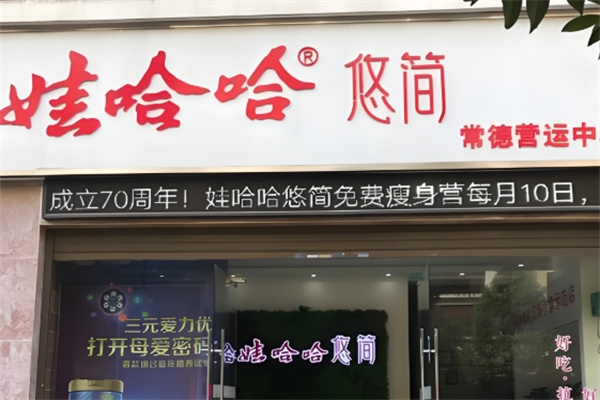 娃哈哈® 悠简
常德营运中
成立70周年！娃哈哈悠简免费瘦身营每月10日，
三元爱力优
打开母爱密码
娃哈哈悠简
好吃·
好